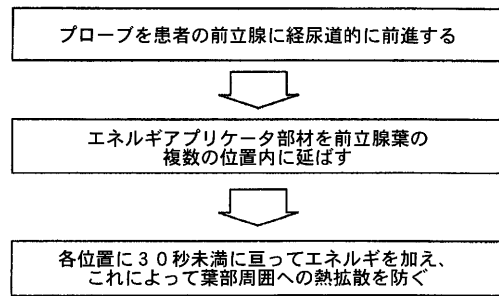 プローブを患者の前立腺に経尿道的に前進する
エネルギアプリケータ部材を前立腺葉の
複数の位置内に延ばす
各位置に30秒未満に亘ってエネルギを加え、
これによって葉部周囲への熱拡散を防ぐ